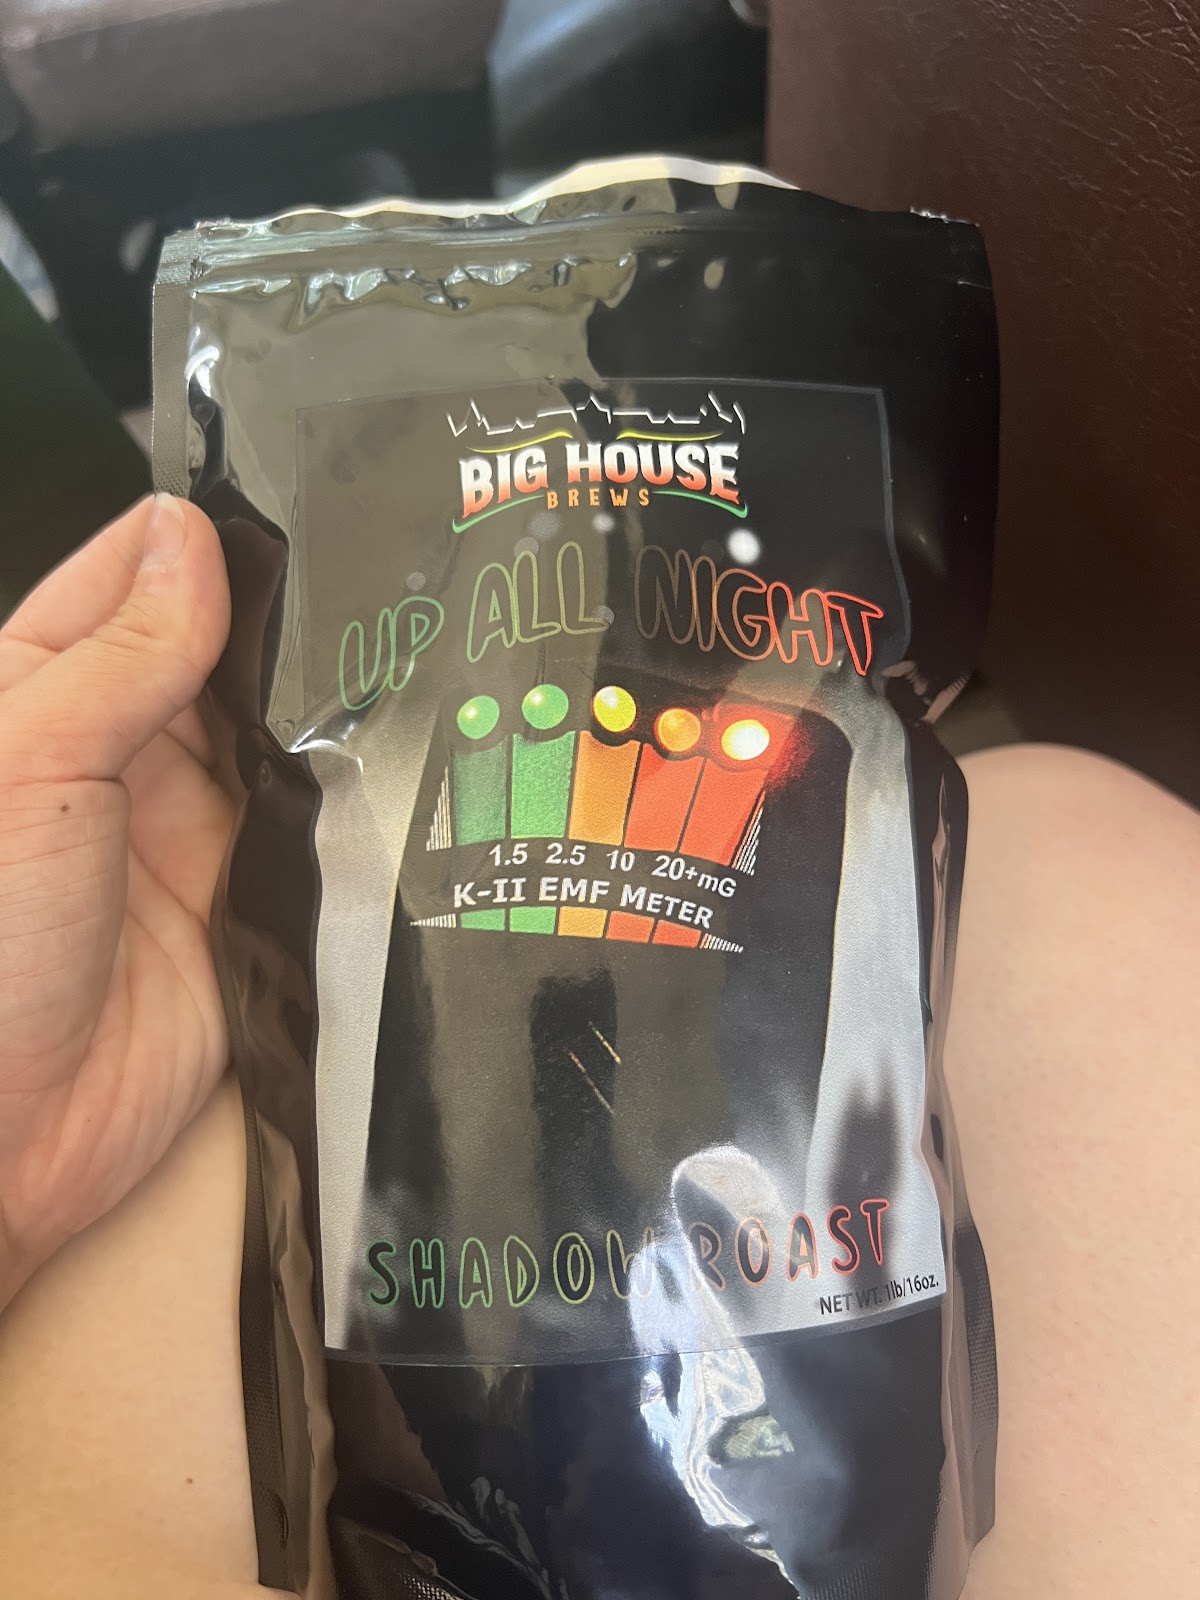 BIG HOUSE
BREWS
UP ALL NIGHT
1.5 2.5 10 20+mG
K-II EMF METER
SHADOW ROAST
NET WT. 1lb/16oz.